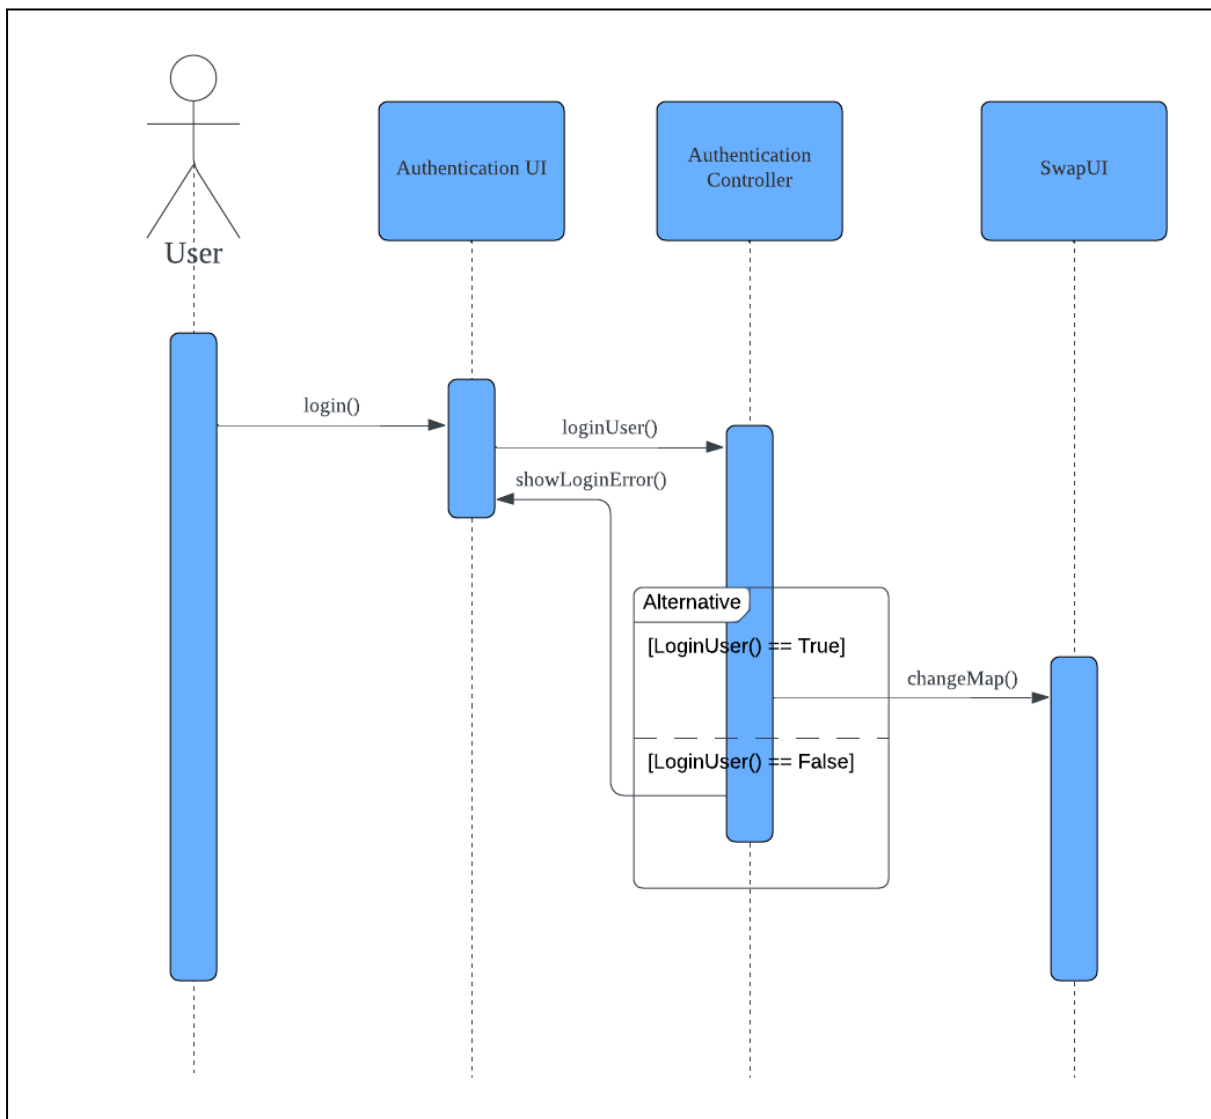 User
Authentication UI
Authentication
Controller
SwapUI
login()
loginUser()
showLoginError()
Alternative
[LoginUser() == True]
changeMap()
[LoginUser() == False]